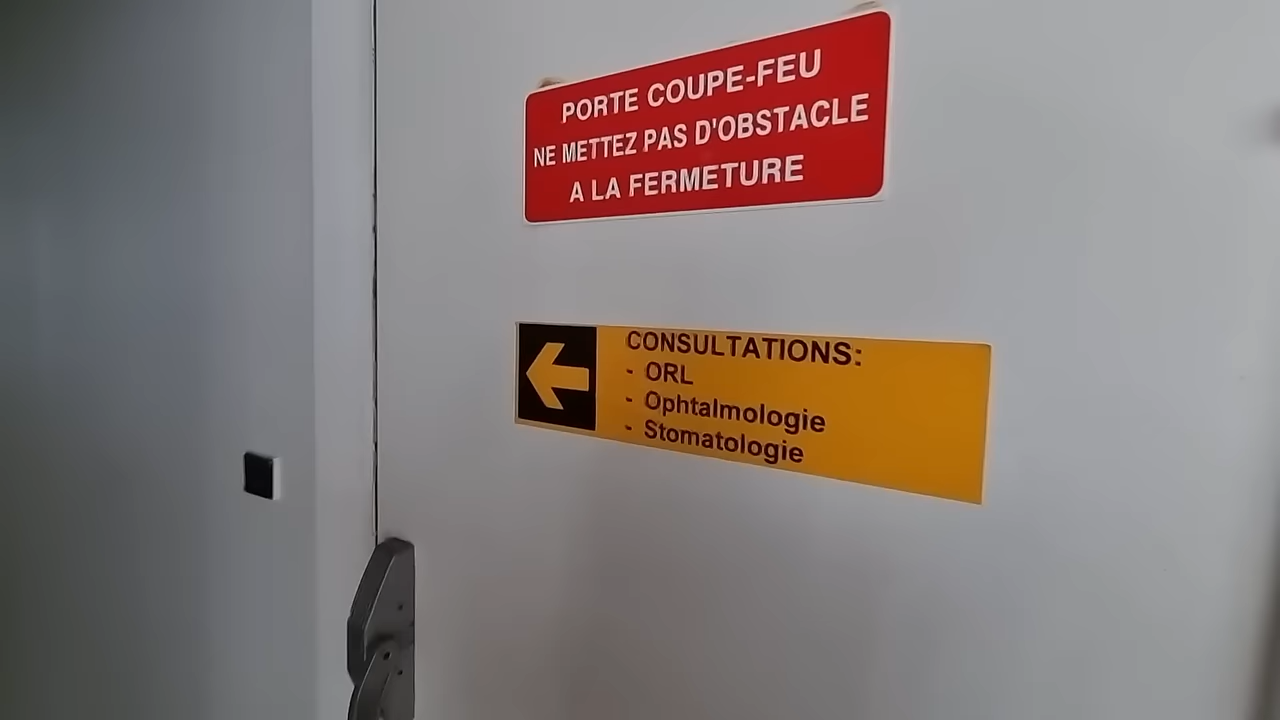 PORTE COUPE-FEU
NE METTEZ PAS D'OBSTACLE
A LA FERMETURE
CONSULTATIONS:
- ORL
- Ophtalmologie
- Stomatologie